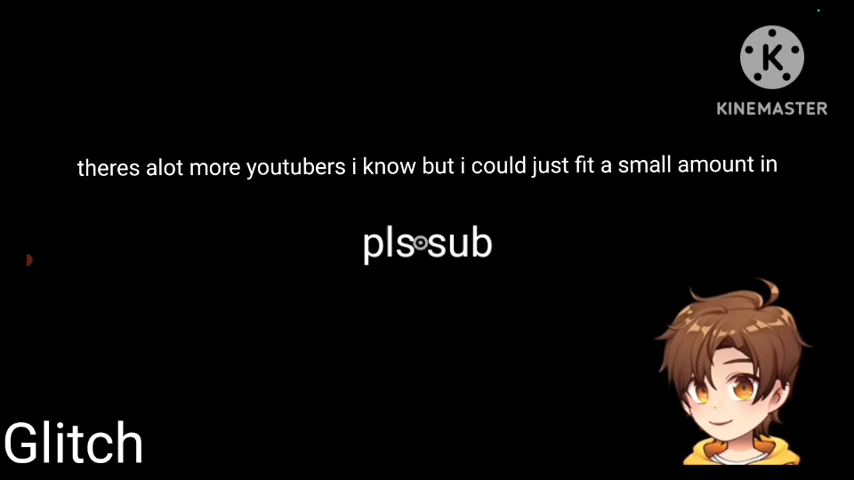 KINEMASTER
theres alot more youtubers i know but i could just fit a small amount in
pls sub
Glitch